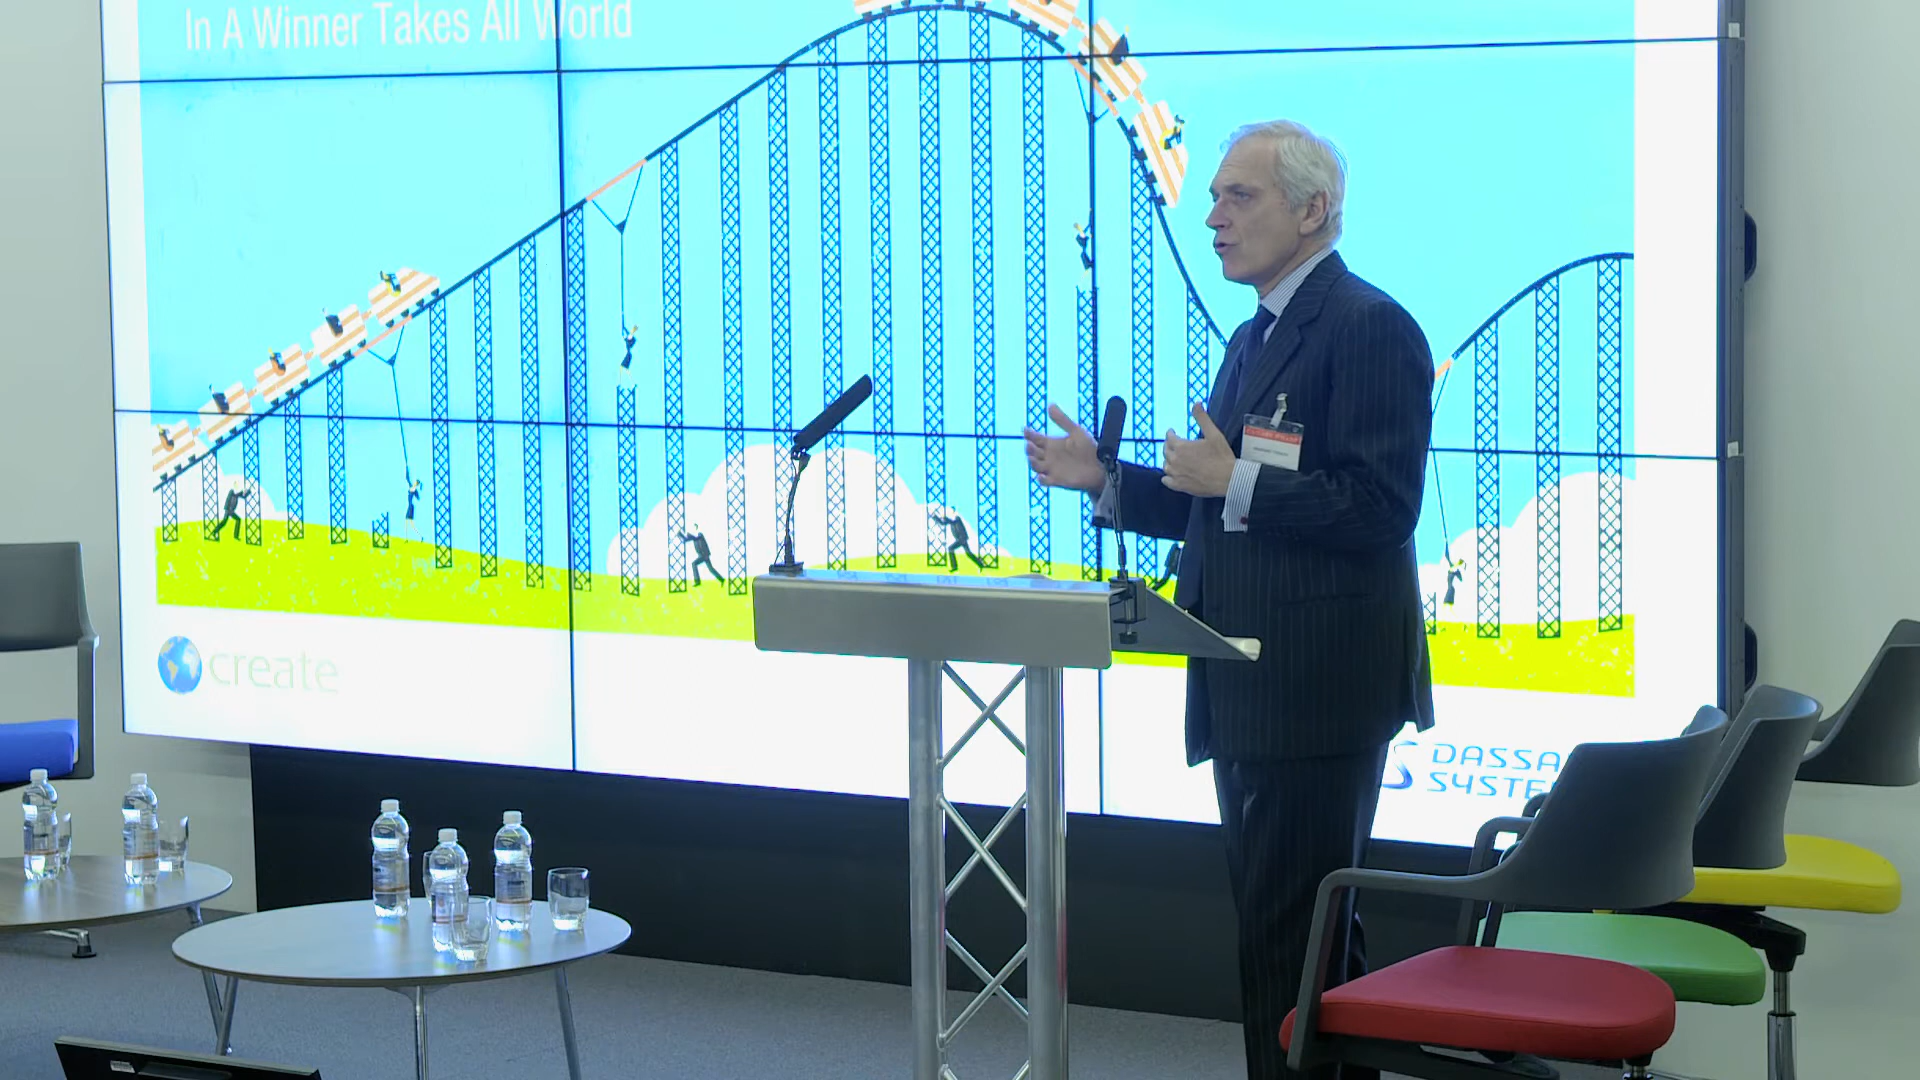 In A Winner Takes All World
create
DASSA
SYSTE